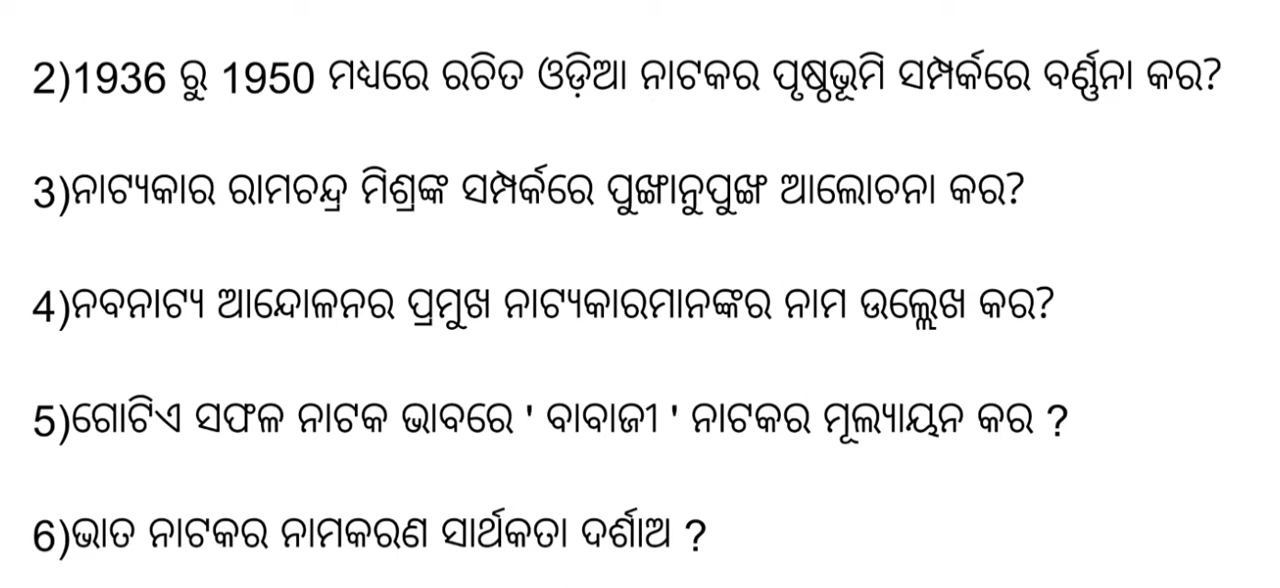 2)1936 ରୁ 1950 ମଧ୍ୟରେ ରଚିତ ଓଡ଼ିଆ ନାଟକର ପୃଷ୍ଠଭୂମି ସମ୍ପର୍କରେ ବର୍ଣ୍ଣନା କର?
3)ନାଟ୍ୟକାର ରାମଚନ୍ଦ୍ର ମିଶ୍ରଙ୍କ ସମ୍ପର୍କରେ ପୁଙ୍ଖାନୁପୁଙ୍ଖ ଆଲୋଚନା କର?
4)ନବନାଟ୍ୟ ଆନ୍ଦୋଳନର ପ୍ରମୁଖ ନାଟ୍ୟକାରମାନଙ୍କର ନାମ ଉଲ୍ଲେଖ କର?
5)ଗୋଟିଏ ସଫଳ ନାଟକ ଭାବରେ ' ବାବାଜୀ ' ନାଟକର ମୂଲ୍ୟାୟନ କର ?
6)ଭାତ ନାଟକର ନାମକରଣ ସାର୍ଥକତା ଦର୍ଶାଅ ?